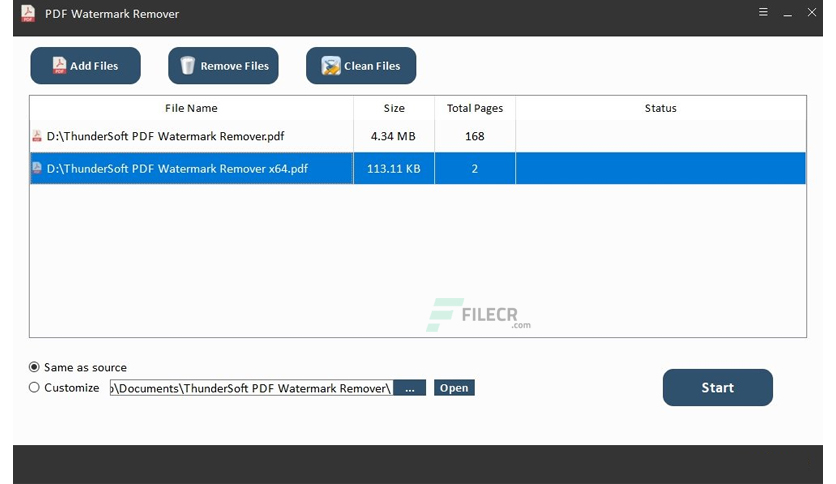 PDF Watermark Remover
Add Files Remove Files Clean Files
File Name Size Total Pages Status
D:\ThunderSoft PDF Watermark Remover.pdf 4.34 MB 168
D:\ThunderSoft PDF Watermark Remover x64.pdf 113.11 KB 2
FILECR
.com
Same as source
Customize \Documents\ThunderSoft PDF Watermark Remover\ ... Open
Start